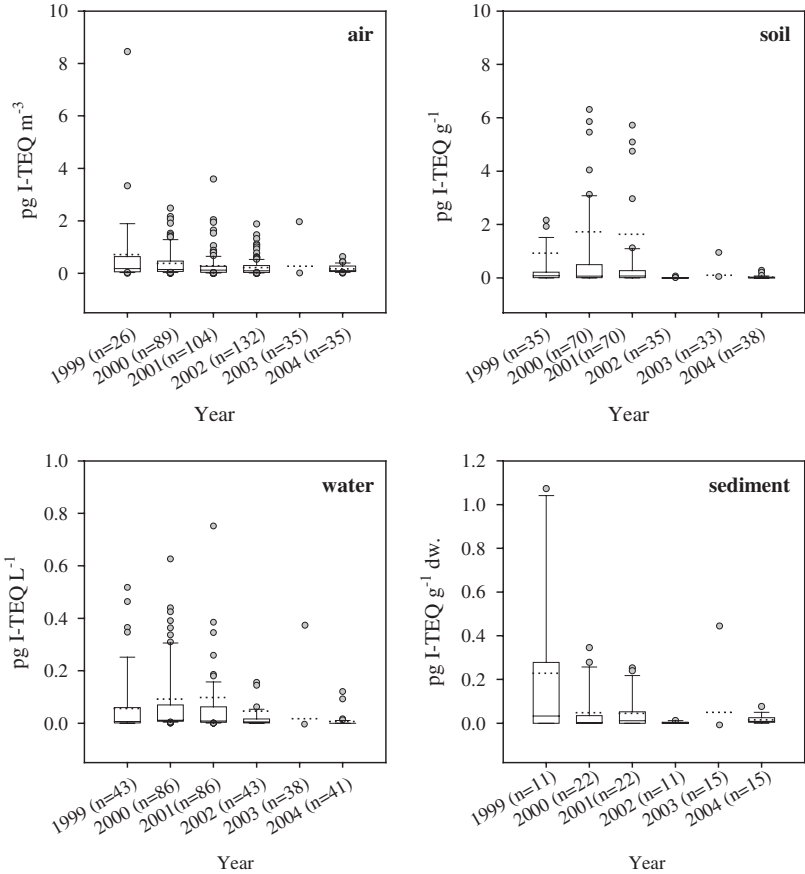 air
pg I-TEQ m⁻³
10
8
6
4
2
0
1999 (n=26)
2000 (n=89)
2001(n=104)
2002 (n=132)
2003 (n=35)
2004 (n=35)
Year
soil
pg I-TEQ g⁻¹
10
8
6
4
2
0
1999 (n=35)
2000 (n=70)
2001(n=70)
2002 (n=35)
2003 (n=33)
2004 (n=38)
Year
water
pg I-TEQ L⁻¹
1.0
0.8
0.6
0.4
0.2
0.0
1999 (n=43)
2000 (n=86)
2001(n=86)
2002 (n=43)
2003 (n=38)
2004 (n=41)
Year
sediment
pg I-TEQ g⁻¹ dw.
1.2
1.0
0.8
0.6
0.4
0.2
0.0
1999 (n=11)
2000 (n=22)
2001(n=22)
2002 (n=11)
2003 (n=15)
2004 (n=15)
Year